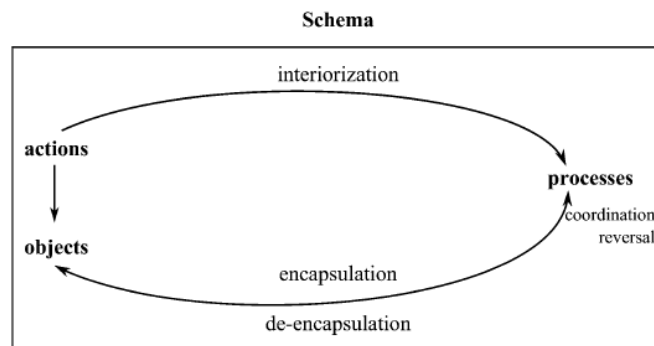 Schema
interiorization
actions
processes
coordination
reversal
objects
encapsulation
de-encapsulation